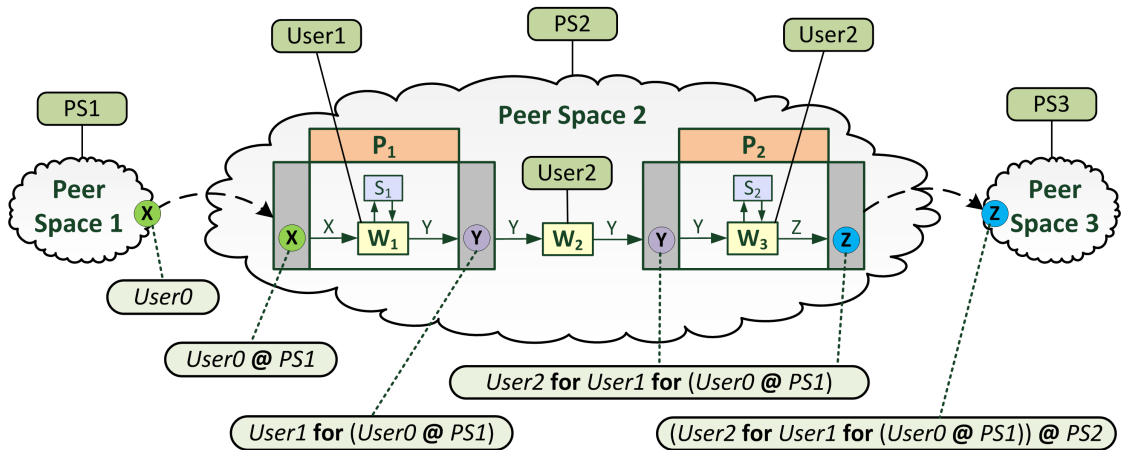 PS2
User1
User2
PS1
PS3
Peer Space 2
P1
P2
User2
Peer
Space 1
X
X
X
S1
W1
Y
Y
Y
W2
Y
Y
Y
S2
W3
Z
Z
Z
Peer
Space 3
User0
User0 @ PS1
User2 for User1 for (User0 @ PS1)
User1 for (User0 @ PS1)
(User2 for User1 for (User0 @ PS1)) @ PS2